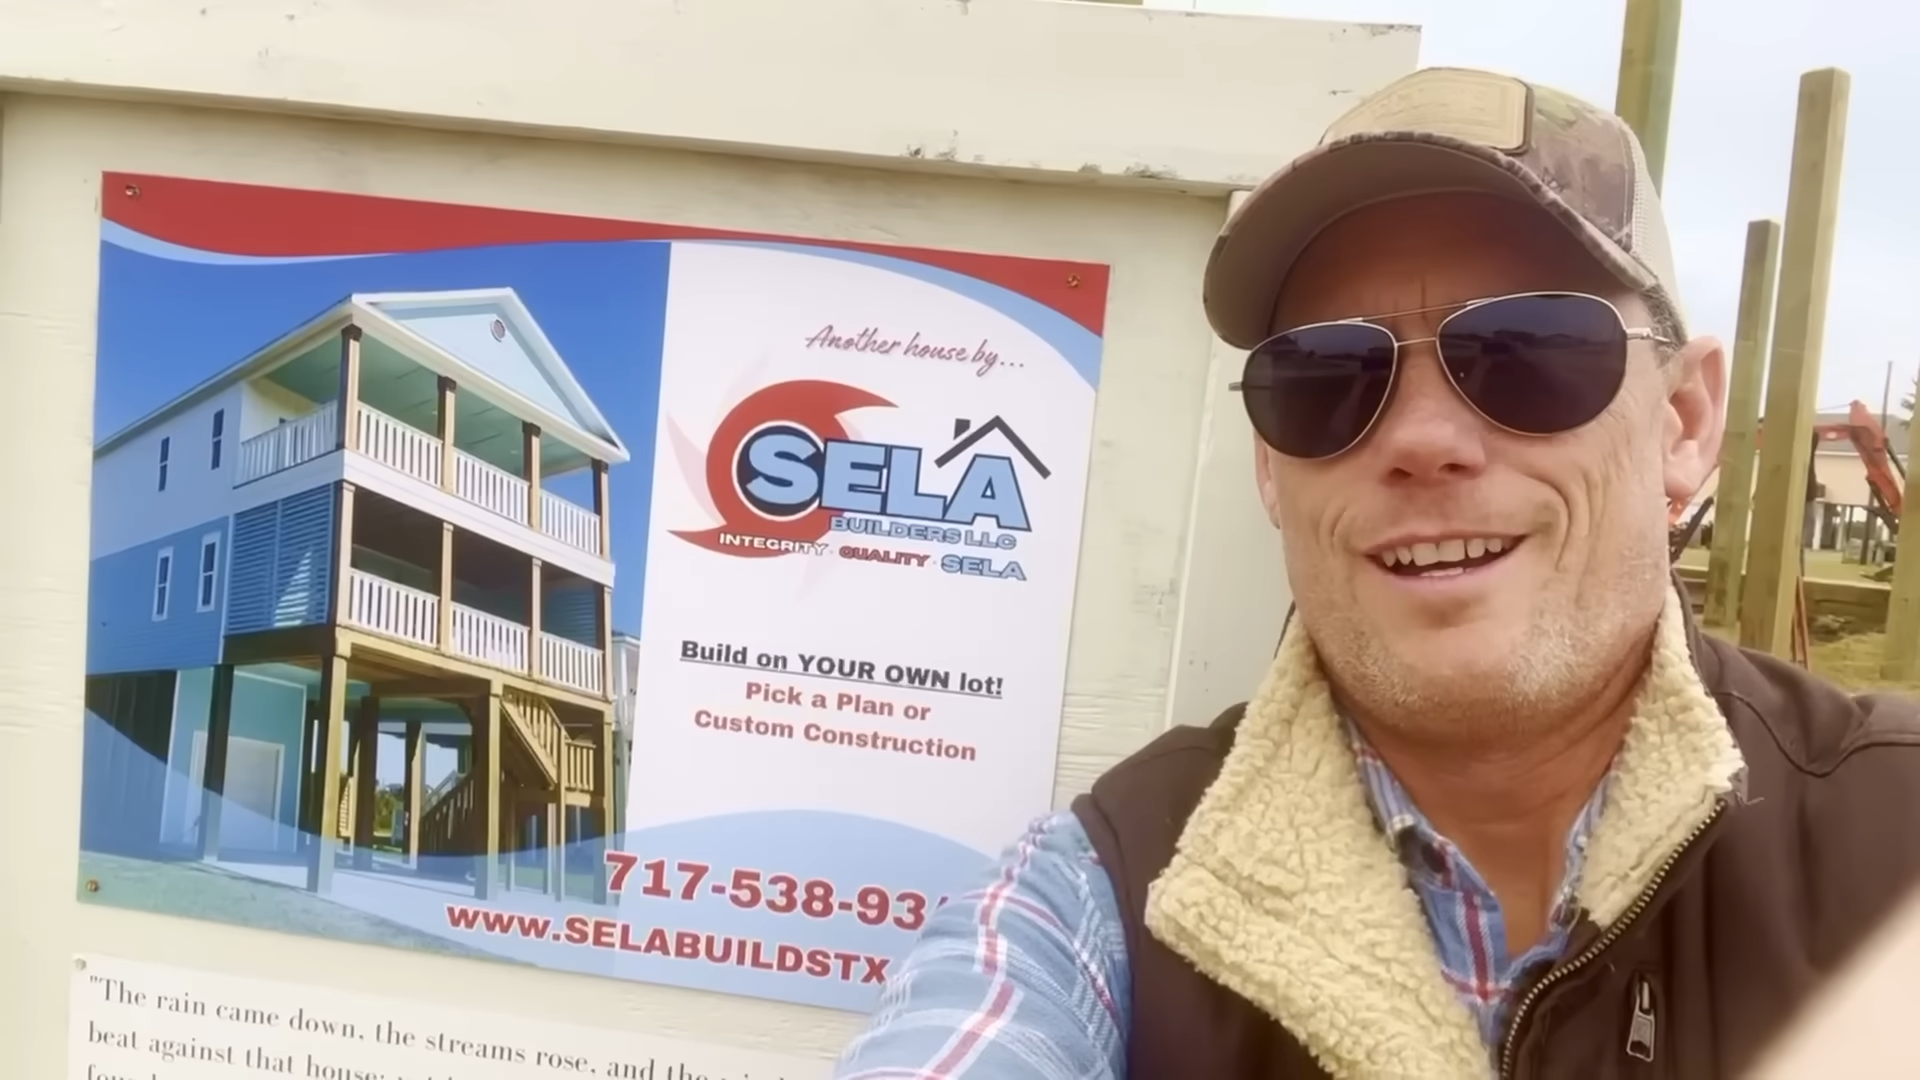 Another house by...
SELA
BUILDERS LLC
INTEGRITY · QUALITY · SELA
Build on YOUR OWN lot!
Pick a Plan or
Custom Construction
717-538-93
www.SELABUILDSTX
"The rain came down, the streams rose, and the
beat against that house;